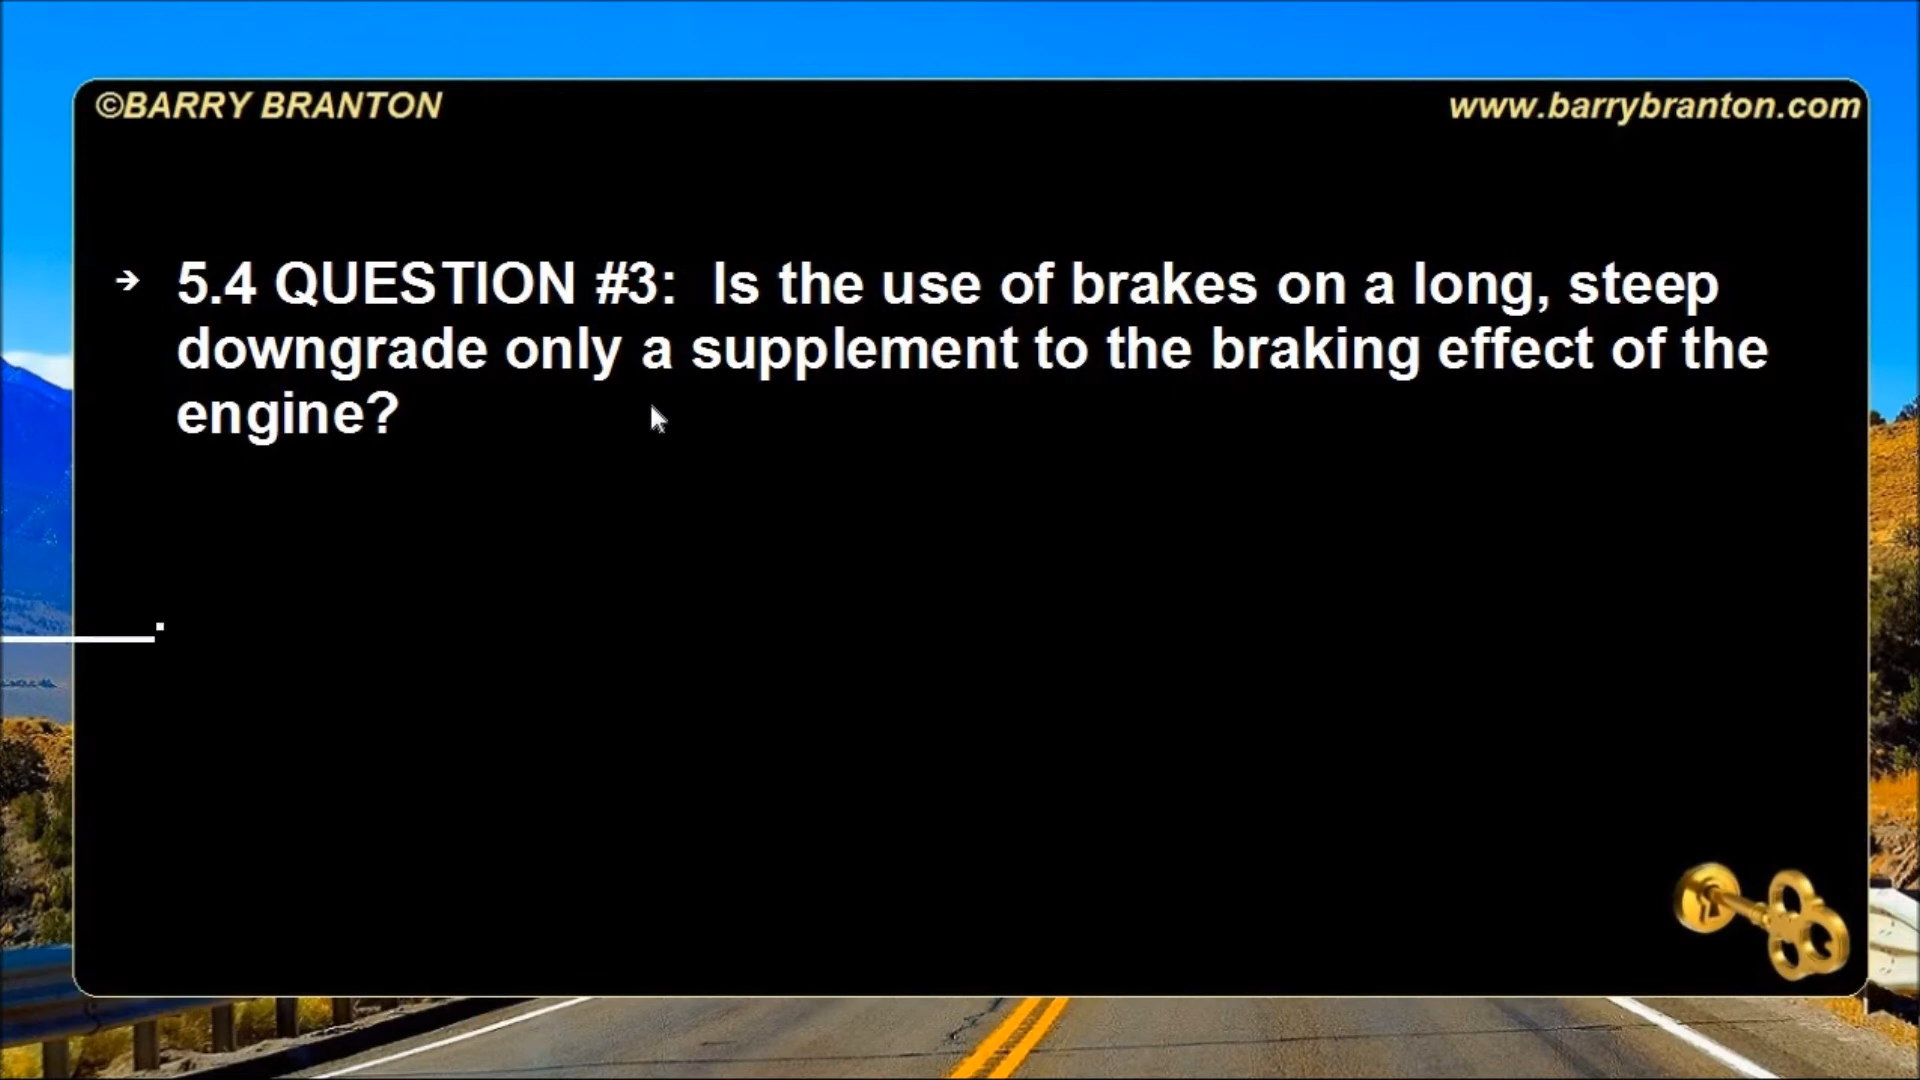 ©BARRY BRANTON
www.barrybranton.com
→ 5.4 QUESTION #3: Is the use of brakes on a long, steep
downgrade only a supplement to the braking effect of the
engine?
.